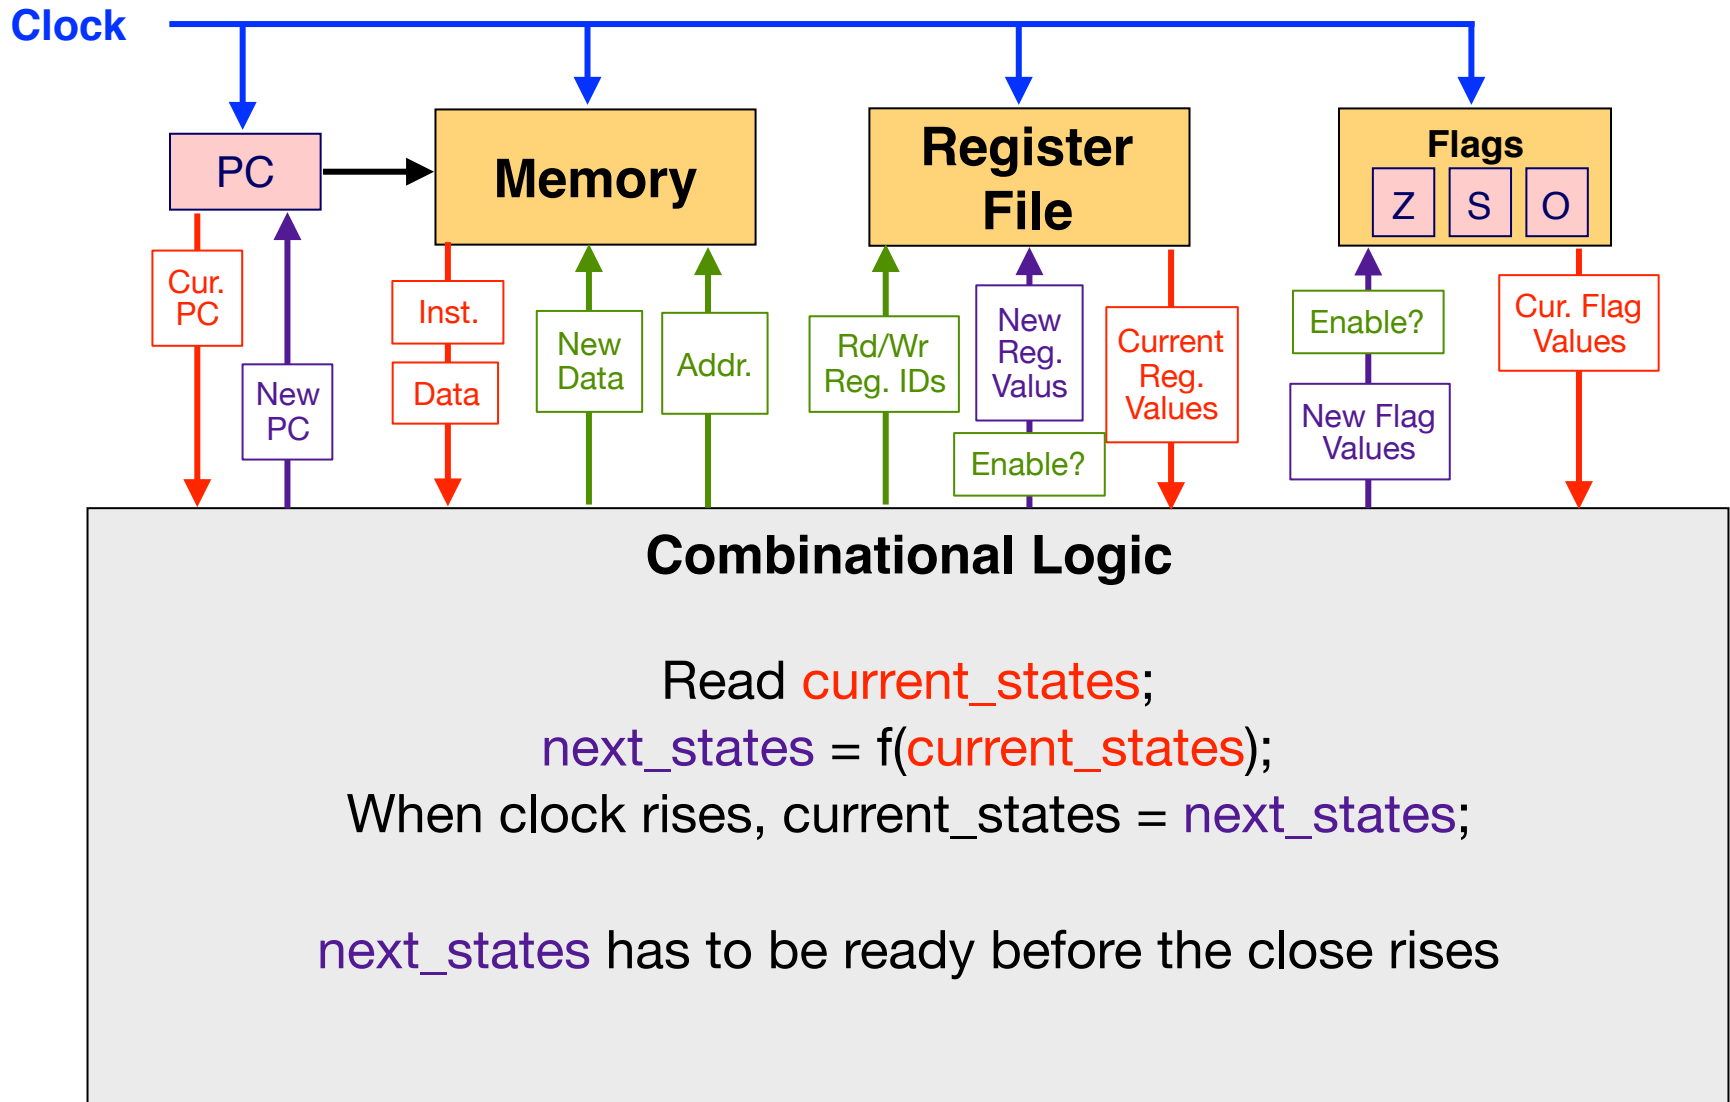 Clock
PC
Memory
Register
File
Flags
Z S O
Cur.
PC
New
PC
Inst.
Data
New
Data
Addr.
Rd/Wr
Reg. IDs
New
Reg.
Valus
Enable?
Current
Reg.
Values
Enable?
New Flag
Values
Cur. Flag
Values
Combinational Logic
Read current_states;
next_states = f(current_states);
When clock rises, current_states = next_states;
next_states has to be ready before the close rises